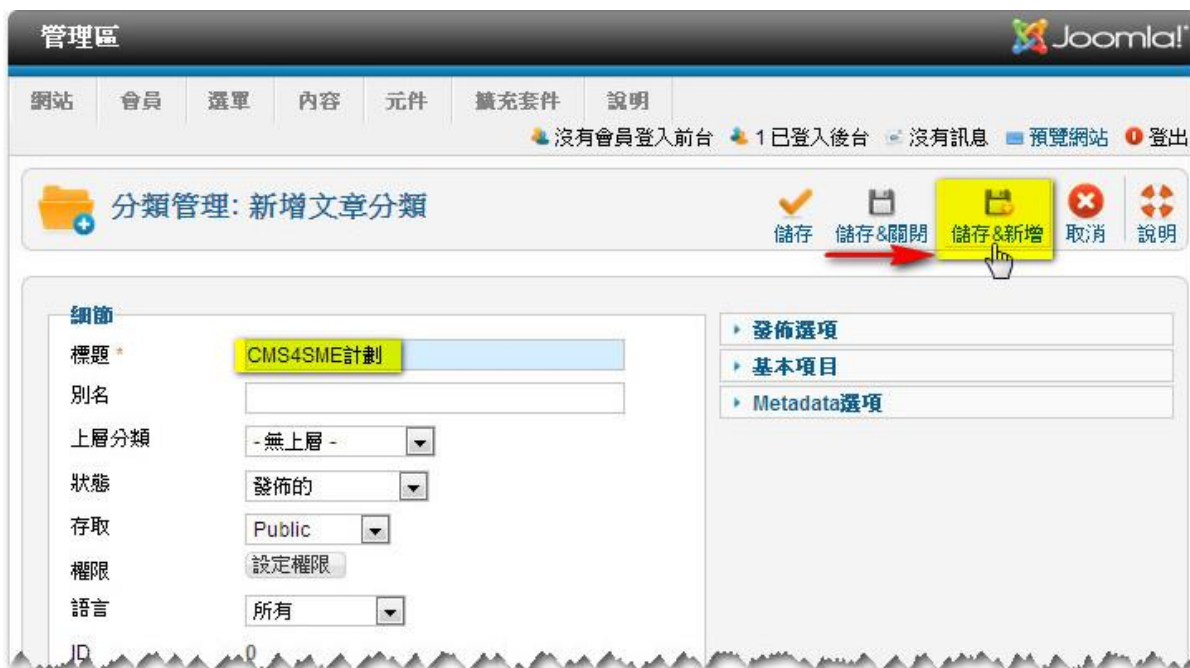 管理區 Joomla!
網站 會員 選單 內容 元件 擴充套件 說明
沒有會員登入前台 1 已登入後台 沒有訊息 預覽網站 登出
分類管理: 新增文章分類
儲存 儲存&關閉 儲存&新增 取消 說明
細節
標題 * CMS4SME計劃
別名
上層分類 - 無上層 -
狀態 發佈的
存取 Public
權限 設定權限
語言 所有
ID 0
發佈選項
基本項目
Metadata選項